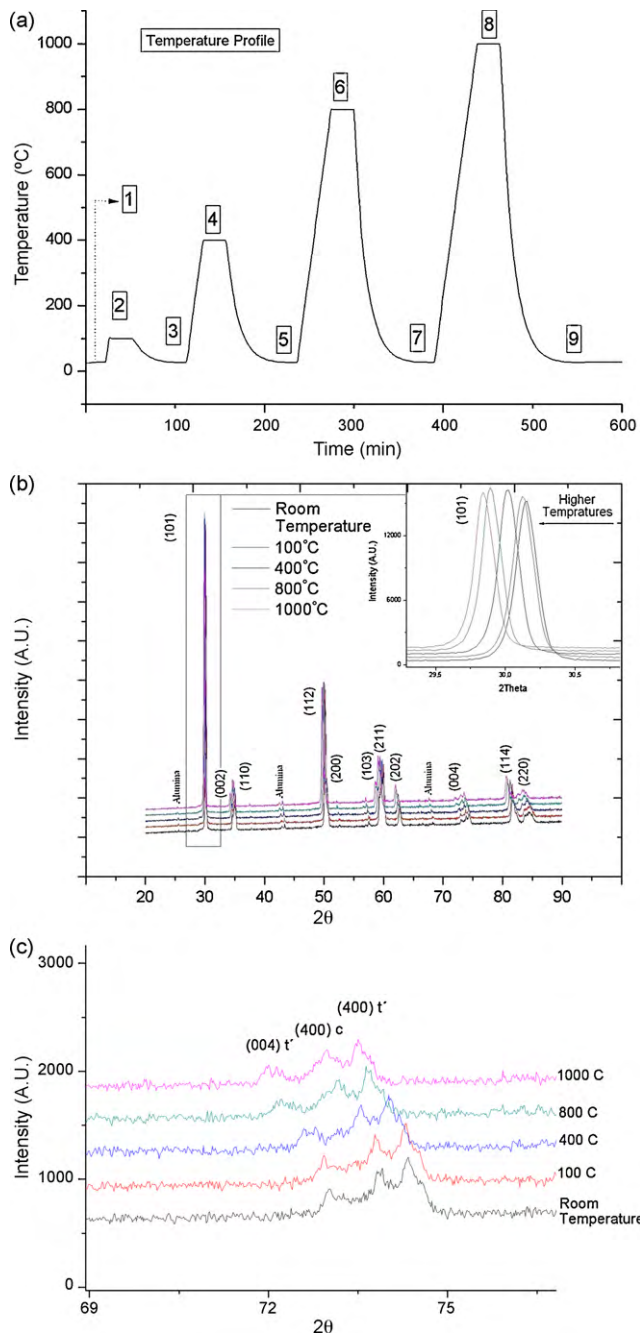 (a)
Temperature Profile
1000
800
600
400
200
0
Temperature (ºC)
1
2
3
4
5
6
7
8
9
100
200
300
400
500
600
Time (min)
(b)
(101)
Room
Temperature
100°C
400°C
800°C
1000°C
(101)
Higher
Tempratures
12000
6000
0
Intensity (A.U.)
29.5
30.0
30.5
2Theta
Intensity (A.U.)
Alumina
(002)
(110)
Alumina
(112)
(200)
(103)
(211)
(202)
Alumina
(004)
(114)
(220)
10
20
30
40
50
60
70
80
90
100
2θ
(c)
3000
2000
1000
0
Intensity (A.U.)
(004) t´
(400) c
(400) t´
1000 C
800 C
400 C
100 C
Room
Temperature
69
72
75
2θ